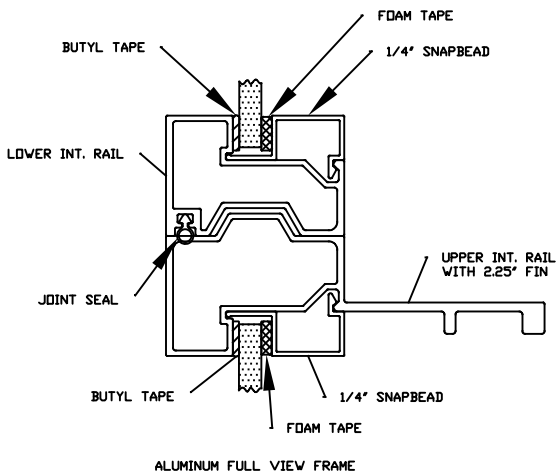 FOAM TAPE
BUTYL TAPE
1/4" SNAPBEAD
LOWER INT. RAIL
UPPER INT. RAIL
WITH 2.25" FIN
JOINT SEAL
BUTYL TAPE
1/4" SNAPBEAD
FOAM TAPE
ALUMINUM FULL VIEW FRAME